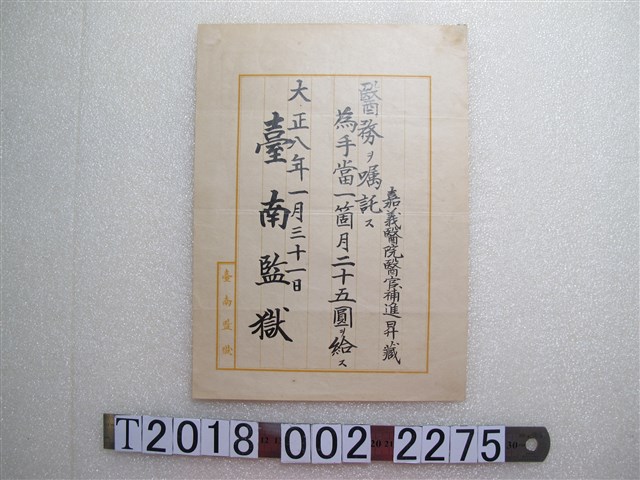 嘉義醫院醫官補進昇藏
醫務ヲ嘱託ス
為手當一箇月二十五圓ヲ給ス
大正八年一月三十一日
臺南監獄
臺南監獄
T2018 002 2275